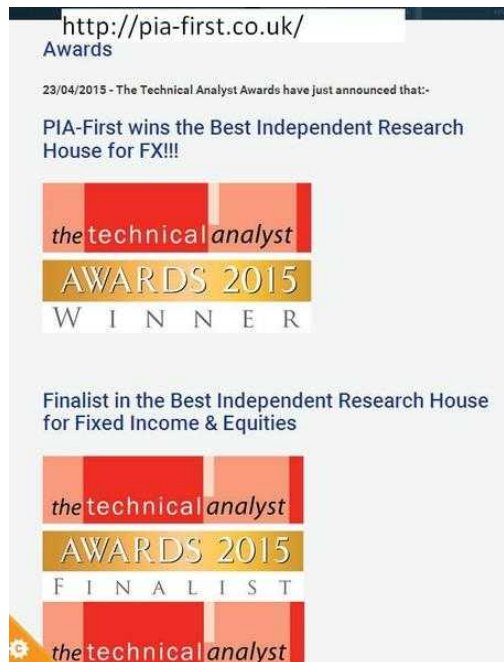 http://pia-first.co.uk/
Awards
23/04/2015 - The Technical Analyst Awards have just announced that:-
PIA-First wins the Best Independent Research
House for FX!!!
the technical analyst
AWARDS 2015
WINNER
Finalist in the Best Independent Research House
for Fixed Income & Equities
the technical analyst
AWARDS 2015
FINALIST
the technical analyst